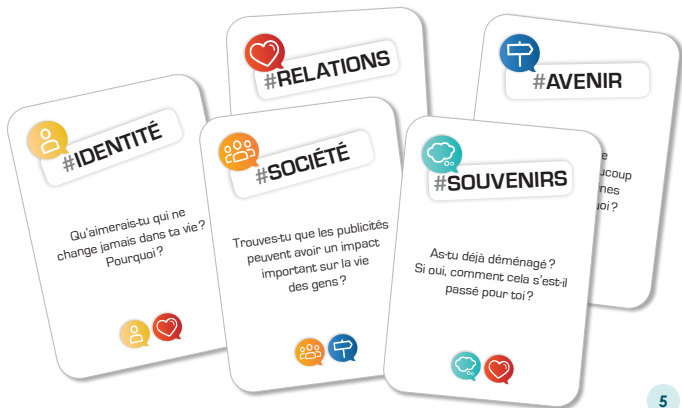 #RELATIONS
#AVENIR
#IDENTITÉ
#SOCIÉTÉ
#SOUVENIRS
Qu'aimerais-tu qui ne
change jamais dans ta vie?
Pourquoi?
Trouves-tu que les publicités
peuvent avoir un impact
important sur la vie
des gens?
As-tu déjà déménagé?
Si oui, comment cela s'est-il
passé pour toi?
5